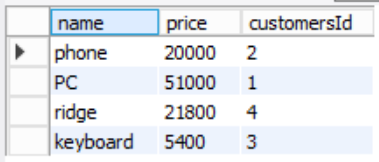 name price customersId
phone 20000 2
PC 51000 1
ridge 21800 4
keyboard 5400 3